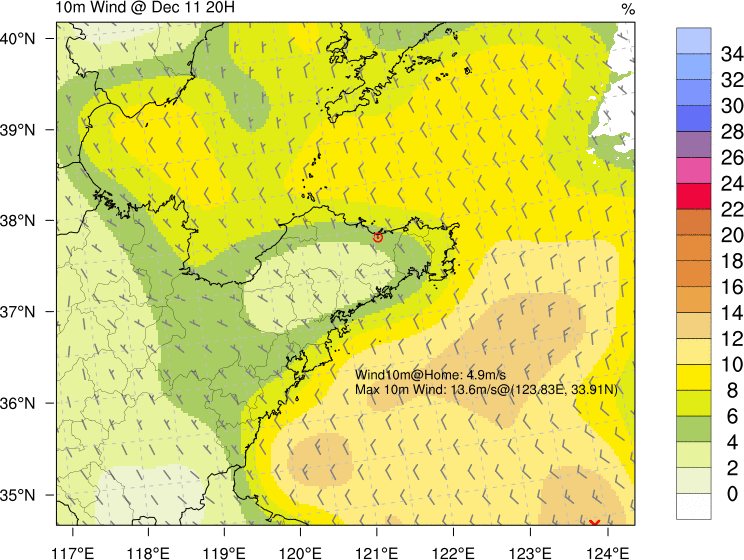 10m Wind @ Dec 11 20H
%
40°N
39°N
38°N
37°N
36°N
35°N
117°E
118°E
119°E
120°E
121°E
122°E
123°E
124°E
Wind10m@Home: 4.9m/s
Max 10m Wind: 13.6m/s@(123.83E, 33.91N)
34
32
30
28
26
24
22
20
18
16
14
12
10
8
6
4
2
0